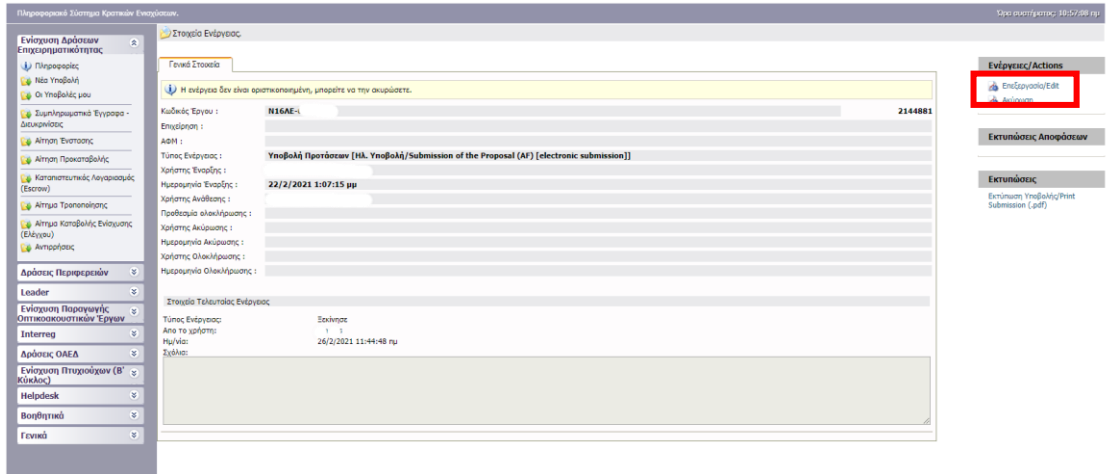 Πληροφοριακό Σύστημα Κρατικών Ενισχύσεων.
Ώρα συστήματος: 10:57:08 πμ
Ενίσχυση Δράσεων
Επιχειρηματικότητας
Πληροφορίες
Νέα Υποβολή
Οι Υποβολές μου
Συμπληρωματικά Έγγραφα -
Διευκρινίσεις
Αίτηση Ένστασης
Αίτηση Προκαταβολής
Καταπιστευτικός Λογαριασμός
(Escrow)
Αίτημα Τροποποίησης
Αίτημα Καταβολής Ενίσχυσης
(Ελέγχου)
Αντιρρήσεις
Δράσεις Περιφερειών
Leader
Ενίσχυση Παραγωγής
Οπτικοακουστικών Έργων
Interreg
Δράσεις ΟΑΕΔ
Ενίσχυση Πτυχιούχων (Β'
Κύκλος)
Helpdesk
Βοηθητικά
Γενικά
Στοιχεία Ενέργειας.
Γενικά Στοιχεία
Η ενέργεια δεν είναι οριστικοποιημένη, μπορείτε να την ακυρώσετε.
Κωδικός Έργου : Ν16ΑΕ- 2144881
Επιχείρηση :
ΑΦΜ :
Τύπος Ενέργειας : Υποβολή Προτάσεων [Ηλ. Υποβολή/Submission of the Proposal (AF) [electronic submission]]
Χρήστης Έναρξης :
Ημερομηνία Έναρξης : 22/2/2021 1:07:15 μμ
Χρήστης Ανάθεσης :
Προθεσμία ολοκλήρωσης :
Χρήστης Ακύρωσης :
Ημερομηνία Ακύρωσης :
Χρήστης Ολοκλήρωσης :
Ημερομηνία Ολοκλήρωσης :
Στοιχεία Τελευταίας Ενέργειας
Τύπος Ενέργειας: Ξεκίνησε
Απο το χρήστη:
Ημ/νία: 26/2/2021 11:44:48 πμ
Σχόλια:
Ενέργειες/Actions
Επεξεργασία/Edit
Ακύρωση
Εκτυπώσεις Αποφάσεων
Εκτυπώσεις
Εκτύπωση Υποβολής/Print
Submission (.pdf)